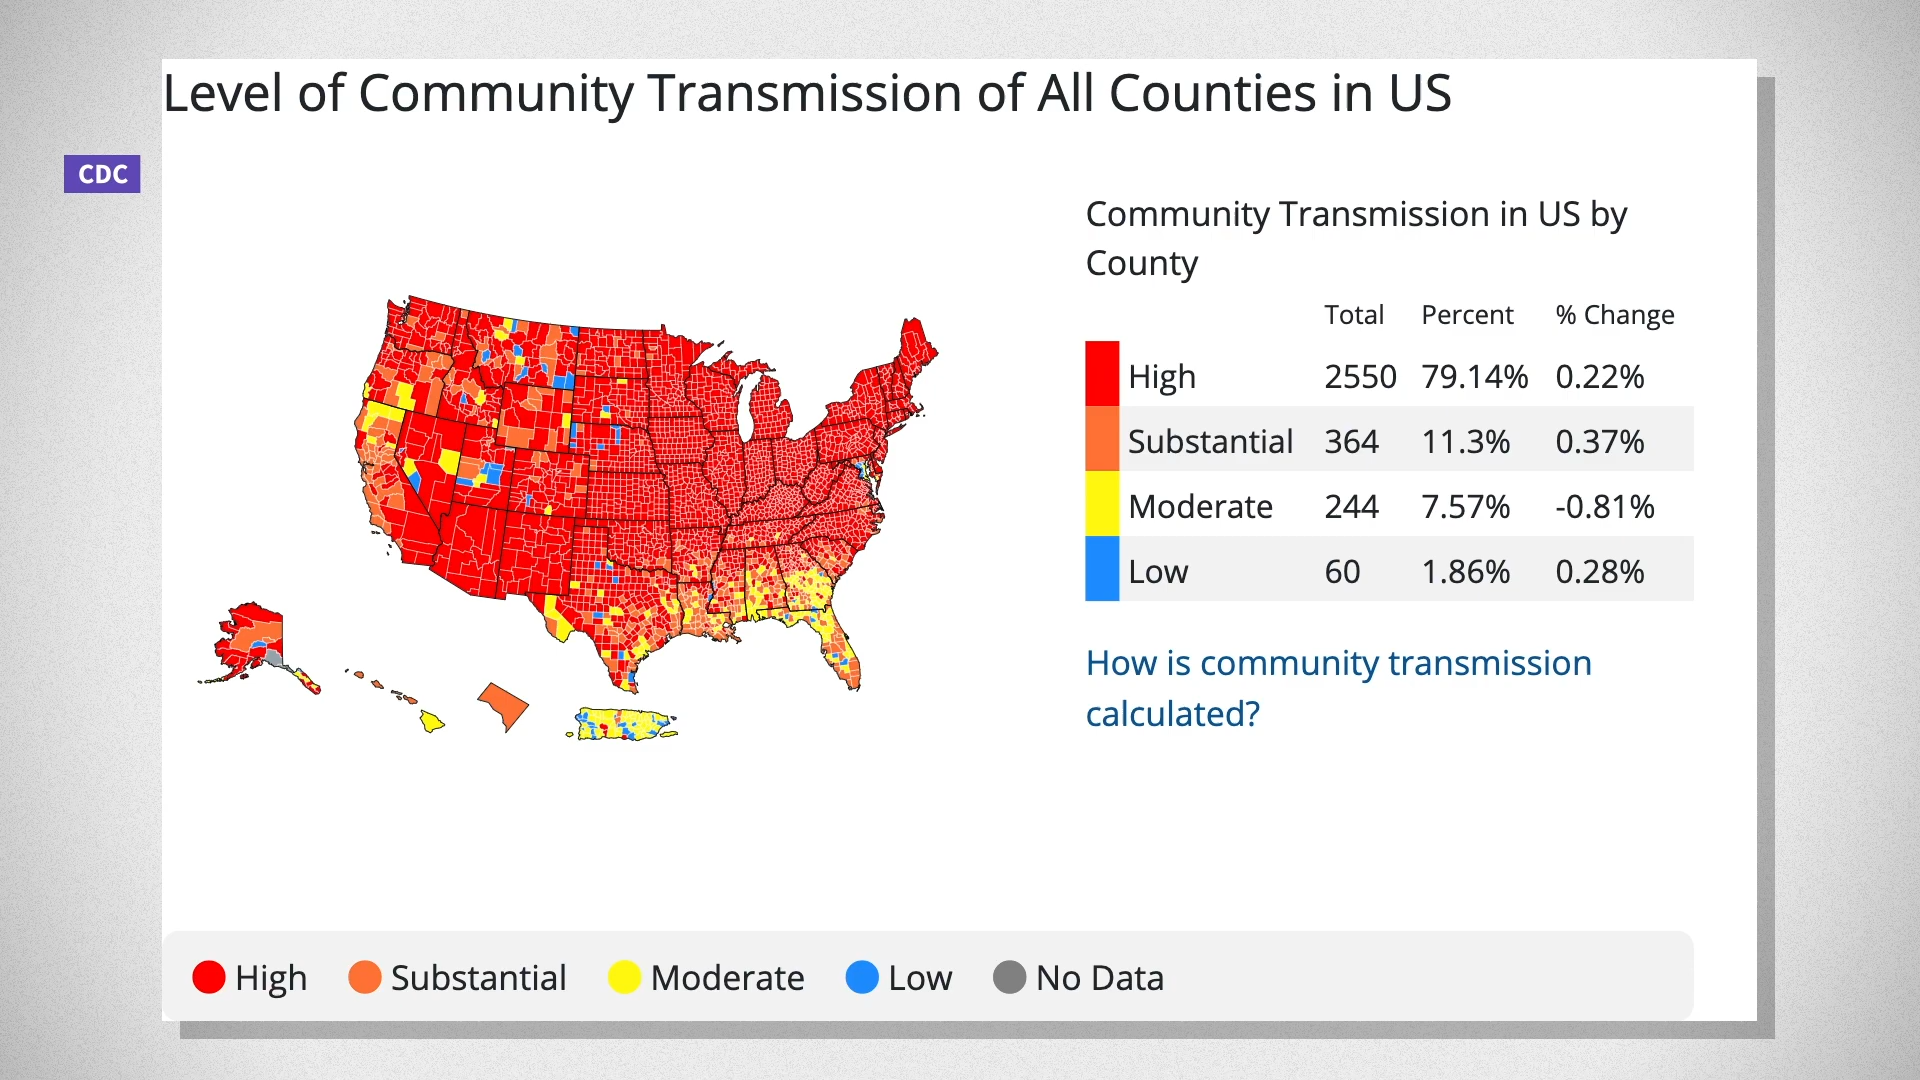 Level of Community Transmission of All Counties in US
CDC
Community Transmission in US by
County
Total Percent % Change
High 2550 79.14% 0.22%
Substantial 364 11.3% 0.37%
Moderate 244 7.57% -0.81%
Low 60 1.86% 0.28%
How is community transmission
calculated?
High Substantial Moderate Low No Data